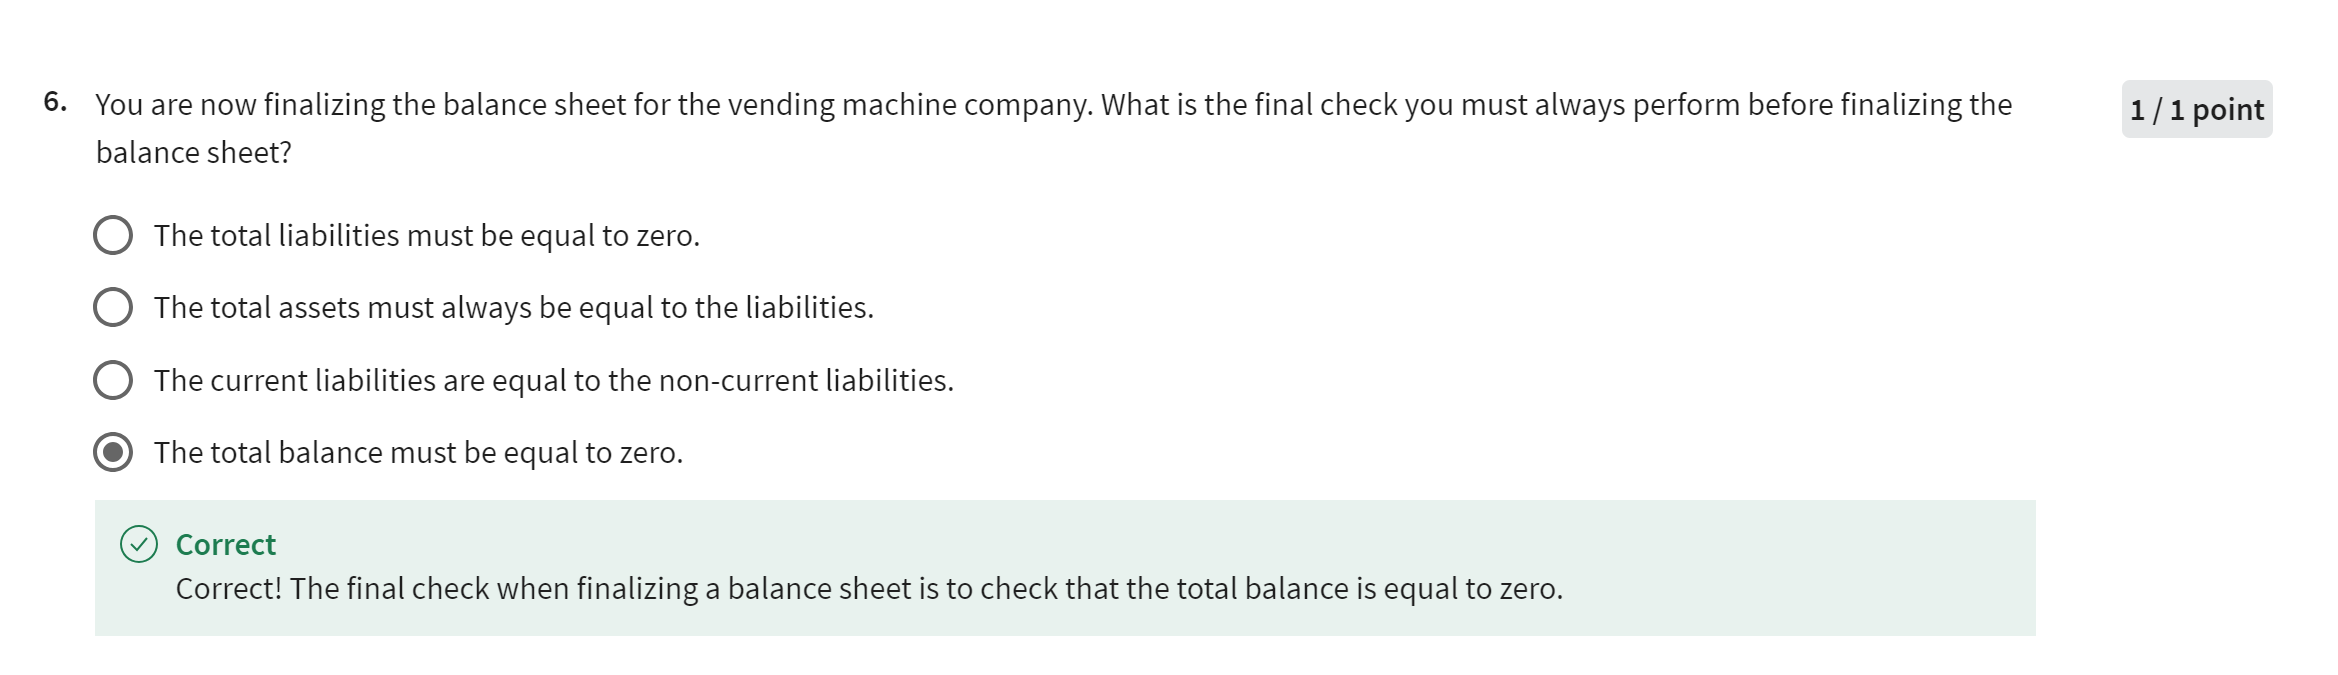 6. You are now finalizing the balance sheet for the vending machine company. What is the final check you must always perform before finalizing the
balance sheet?
1 / 1 point
The total liabilities must be equal to zero.
The total assets must always be equal to the liabilities.
The current liabilities are equal to the non-current liabilities.
The total balance must be equal to zero.
Correct
Correct! The final check when finalizing a balance sheet is to check that the total balance is equal to zero.